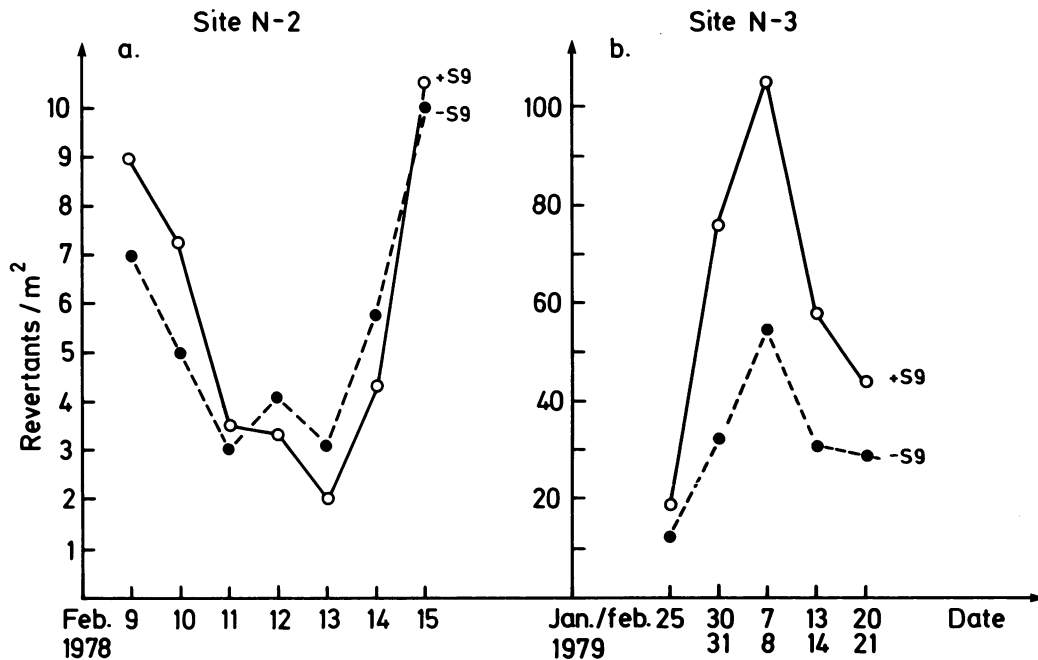 Site N-2
Site N-3
a.
b.
+S9
-S9
+S9
-S9
Revertants/m²
10
9
8
7
6
5
4
3
2
1
100
80
60
40
20
Feb. 9 10 11 12 13 14 15
1978
Jan./feb. 25 30 7 13 20 Date
1979 31 8 14 21